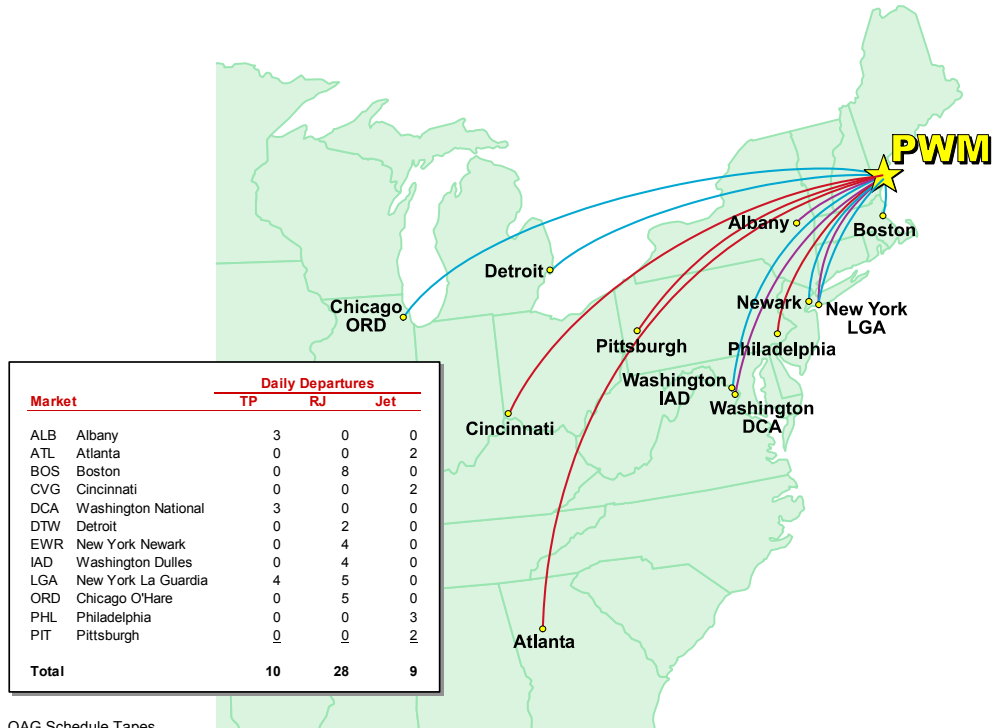 PWM
Albany
Boston
Detroit
Chicago
ORD
Newark
New York
LGA
Pittsburgh
Philadelphia
Washington
IAD
Washington
DCA
Cincinnati
Atlanta
Daily Departures
Market TP RJ Jet
ALB Albany 3 0 0
ATL Atlanta 0 0 2
BOS Boston 0 8 0
CVG Cincinnati 0 0 2
DCA Washington National 3 0 0
DTW Detroit 0 2 0
EWR New York Newark 0 4 0
IAD Washington Dulles 0 4 0
LGA New York La Guardia 4 5 0
ORD Chicago O'Hare 0 5 0
PHL Philadelphia 0 0 3
PIT Pittsburgh 0 0 2
Total 10 28 9
OAG Schedule Tapes